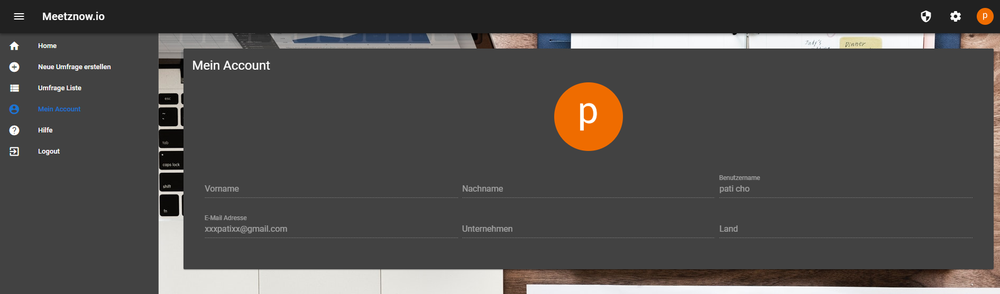 Meetznow.io
p
Home
Neue Umfrage erstellen
Umfrage Liste
Mein Account
Hilfe
Logout
Judy's
Dinner
esc
tab
caps lock
shift
fn
Mein Account
p
Vorname
Nachname
Benutzername
pati cho
E-Mail Adresse
xxxpatixx@gmail.com
Unternehmen
Land